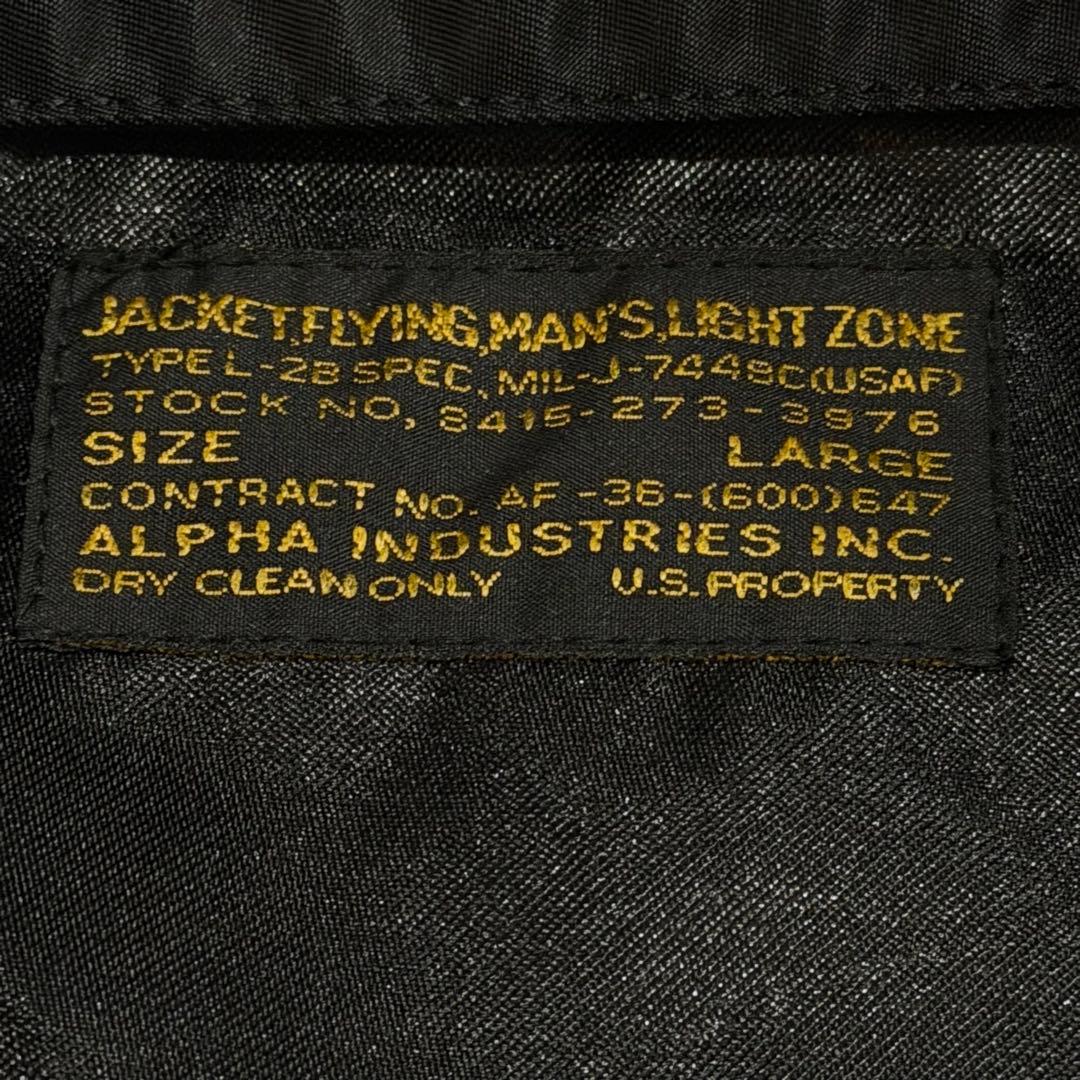 JACKET,FLYING,MAN'S,LIGHT ZONE
TYPE L-2B SPEC, MIL-J-7448C(USAF)
STOCK NO, 8415-273-3976
SIZE LARGE
CONTRACT NO. AF-36-(600)647
ALPHA INDUSTRIES INC.
DRY CLEAN ONLY U.S. PROPERTY